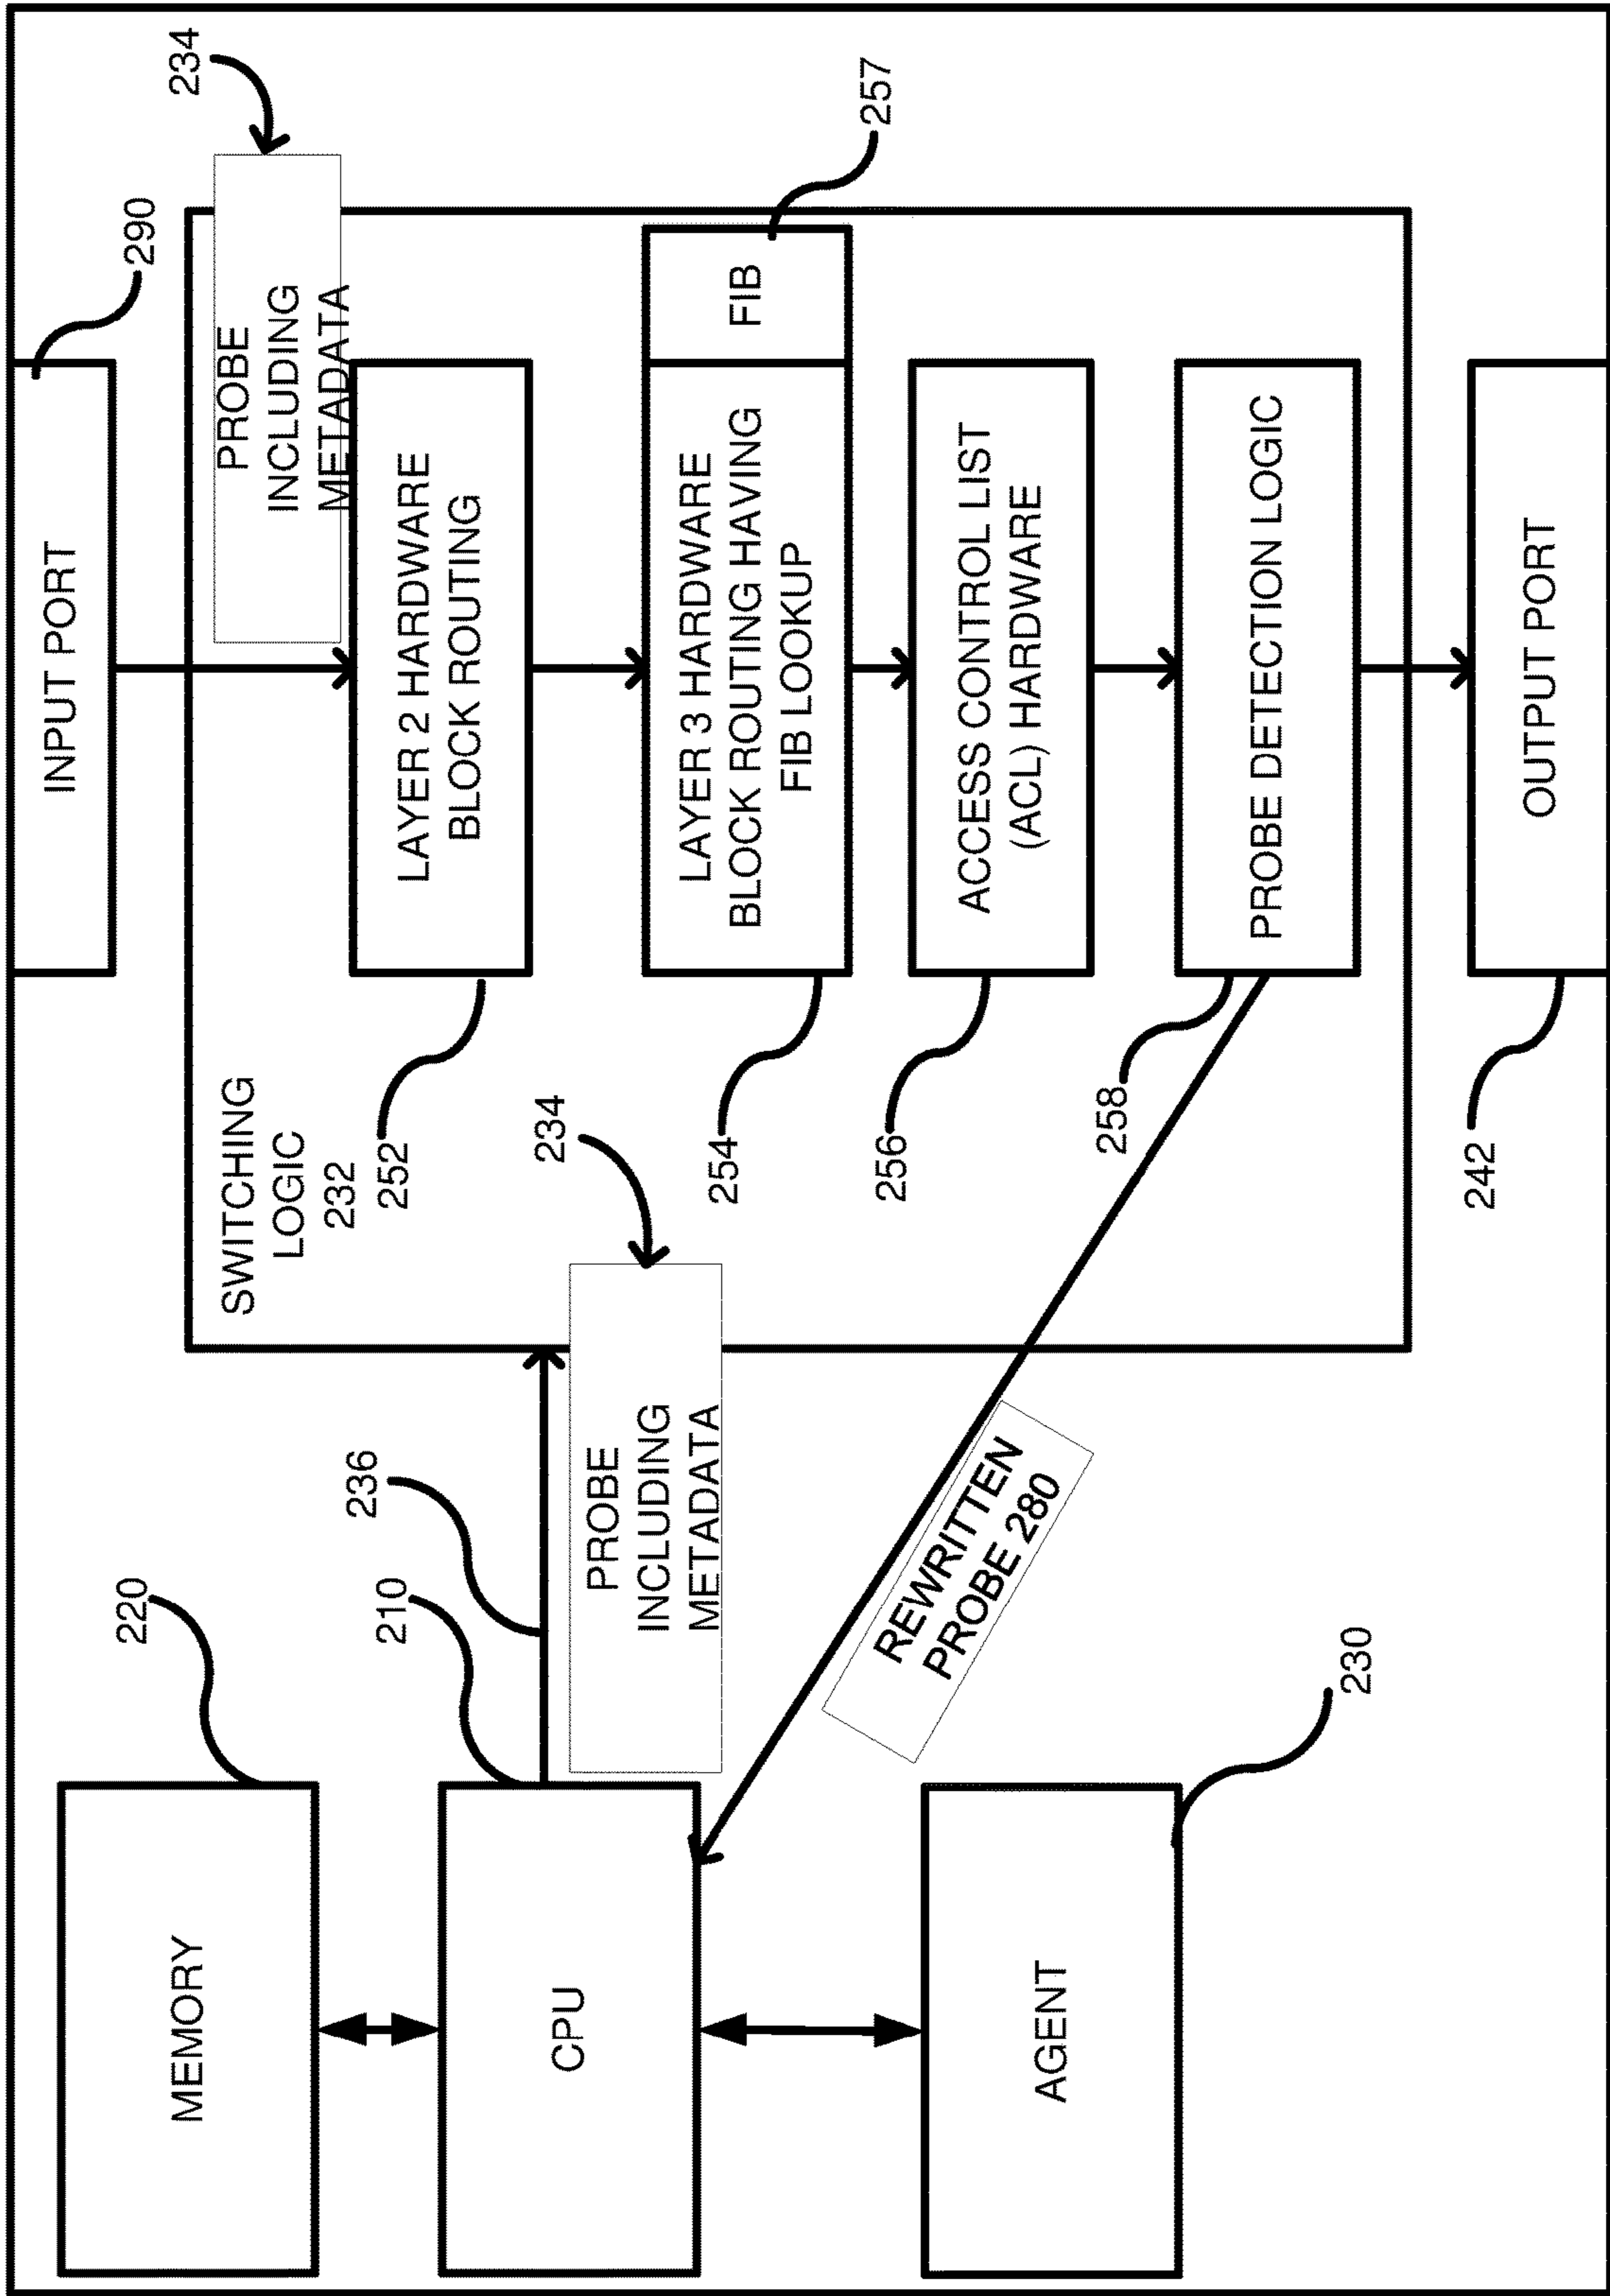 MEMORY
220
CPU
210
AGENT
230
236
PROBE
INCLUDING
METADATA
234
REWRITTEN
PROBE 280
SWITCHING
LOGIC
232
INPUT PORT
290
PROBE
INCLUDING
METADATA
234
LAYER 2 HARDWARE
BLOCK ROUTING
252
LAYER 3 HARDWARE
BLOCK ROUTING HAVING
FIB LOOKUP
254
FIB
257
ACCESS CONTROL LIST
(ACL) HARDWARE
256
PROBE DETECTION LOGIC
258
OUTPUT PORT
242